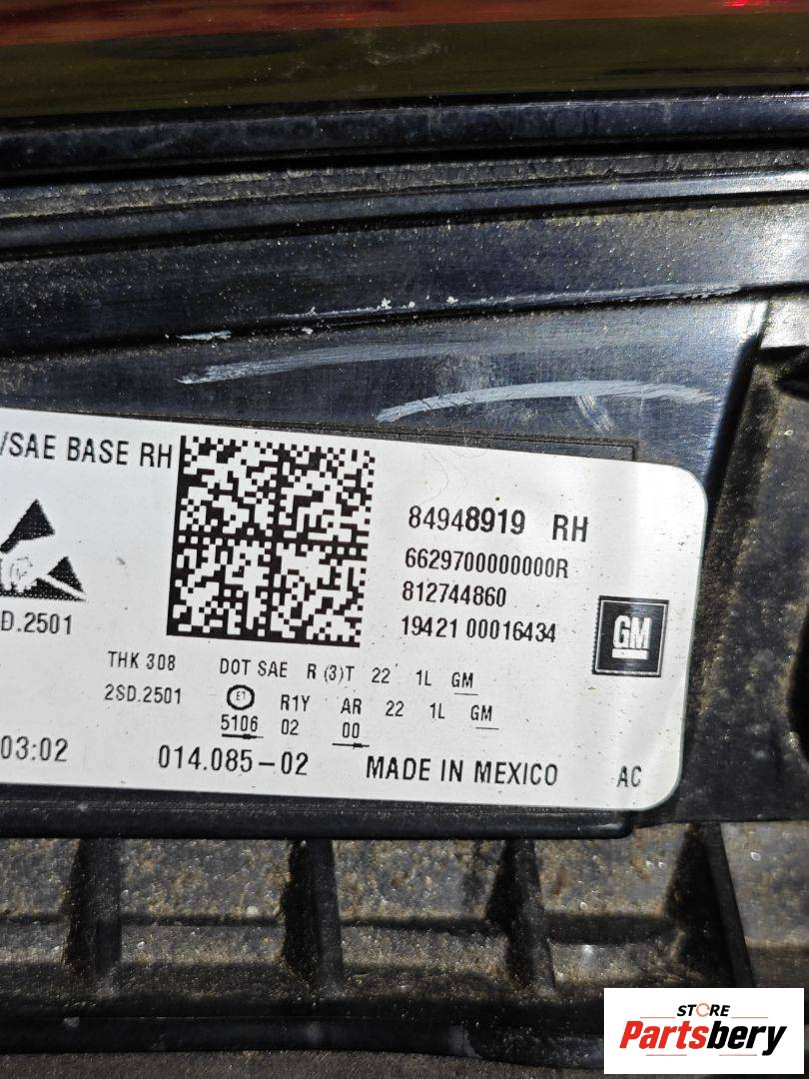 /SAE BASE RH
84948919 RH
6629700000000R
812744860
19421 00016434
GM
D.2501
THK 308 DOT SAE R (3)T 22 1L GM
2SD.2501 E1 R1Y AR 22 1L GM
5106 02 00
03:02 014.085-02 MADE IN MEXICO AC
STORE
Partsbery